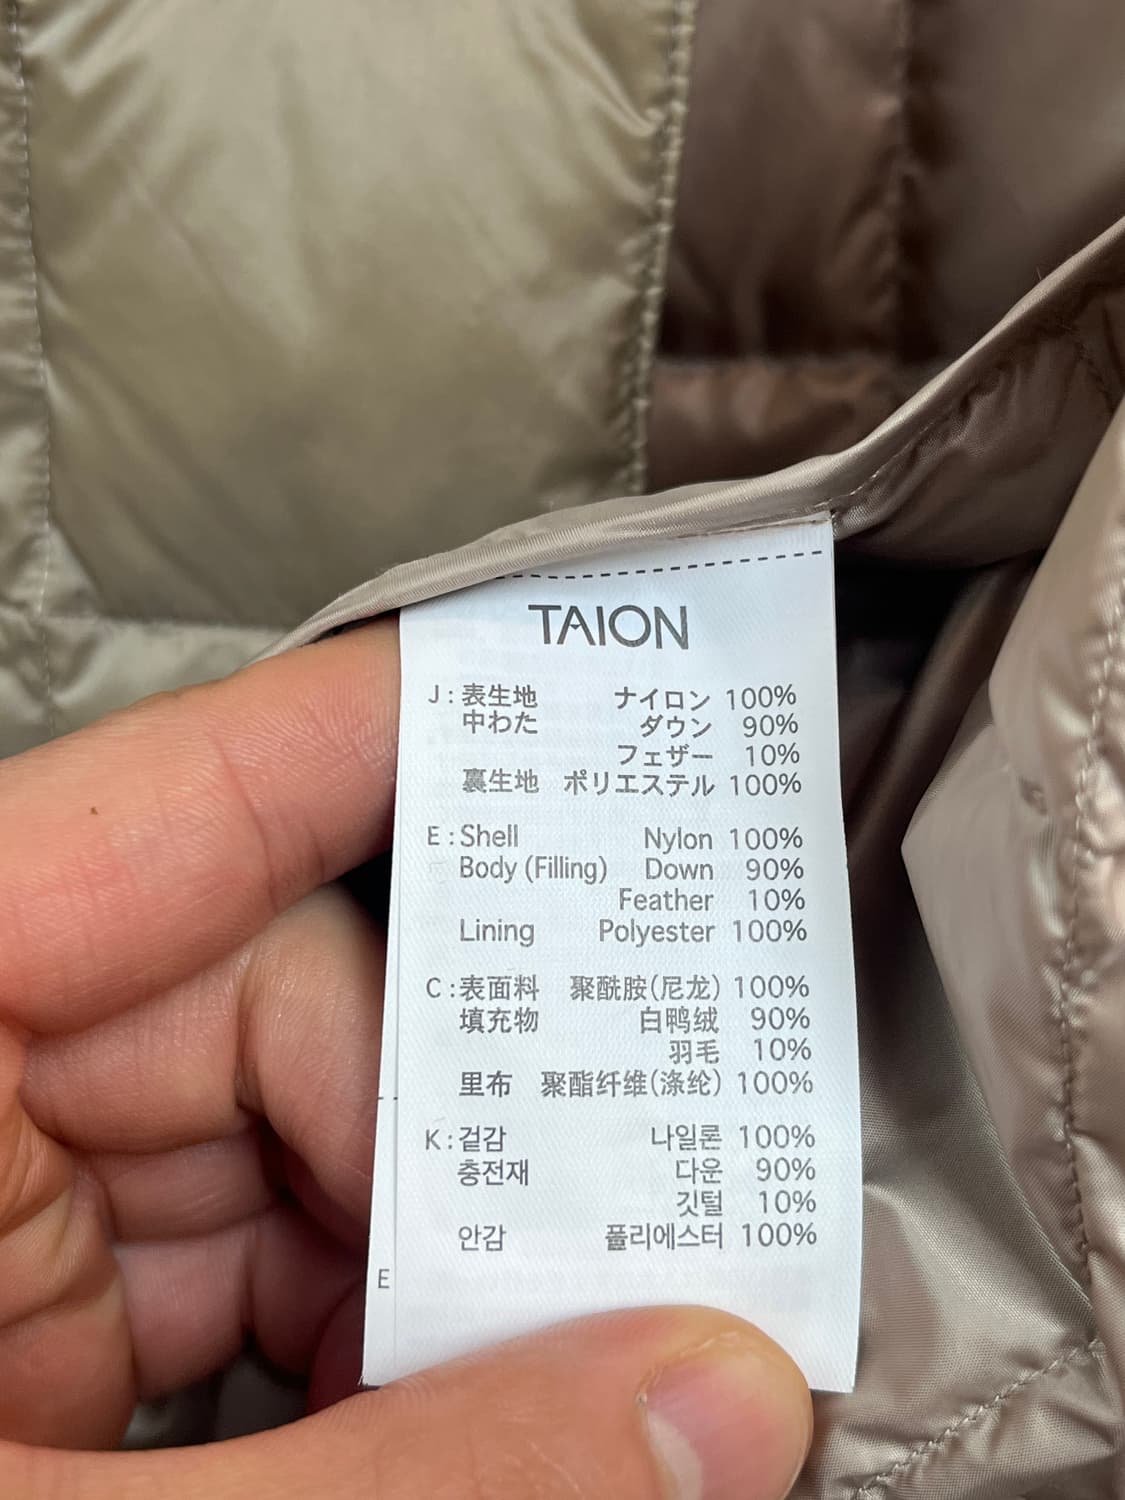 TAION
J : 表生地 ナイロン 100%
中わた ダウン 90%
フェザー 10%
裏生地 ポリエステル 100%
E : Shell Nylon 100%
Body (Filling) Down 90%
Feather 10%
Lining Polyester 100%
C : 表面料 聚酰胺(尼龙) 100%
填充物 白鸭绒 90%
羽毛 10%
里布 聚酯纤维(涤纶) 100%
K : 겉감 나일론 100%
충전재 다운 90%
깃털 10%
안감 폴리에스터 100%
E